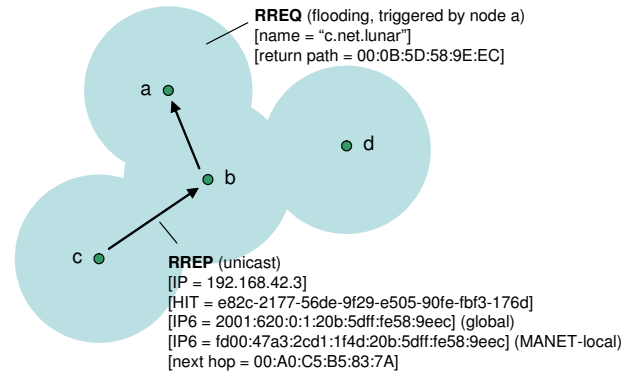 RREQ (flooding, triggered by node a)
[name = “c.net.lunar”]
[return path = 00:0B:5D:58:9E:EC]
a
d
b
c
RREP (unicast)
[IP = 192.168.42.3]
[HIT = e82c-2177-56de-9f29-e505-90fe-fbf3-176d]
[IP6 = 2001:620:0:1:20b:5dff:fe58:9eec] (global)
[IP6 = fd00:47a3:2cd1:1f4d:20b:5dff:fe58:9eec] (MANET-local)
[next hop = 00:A0:C5:B5:83:7A]